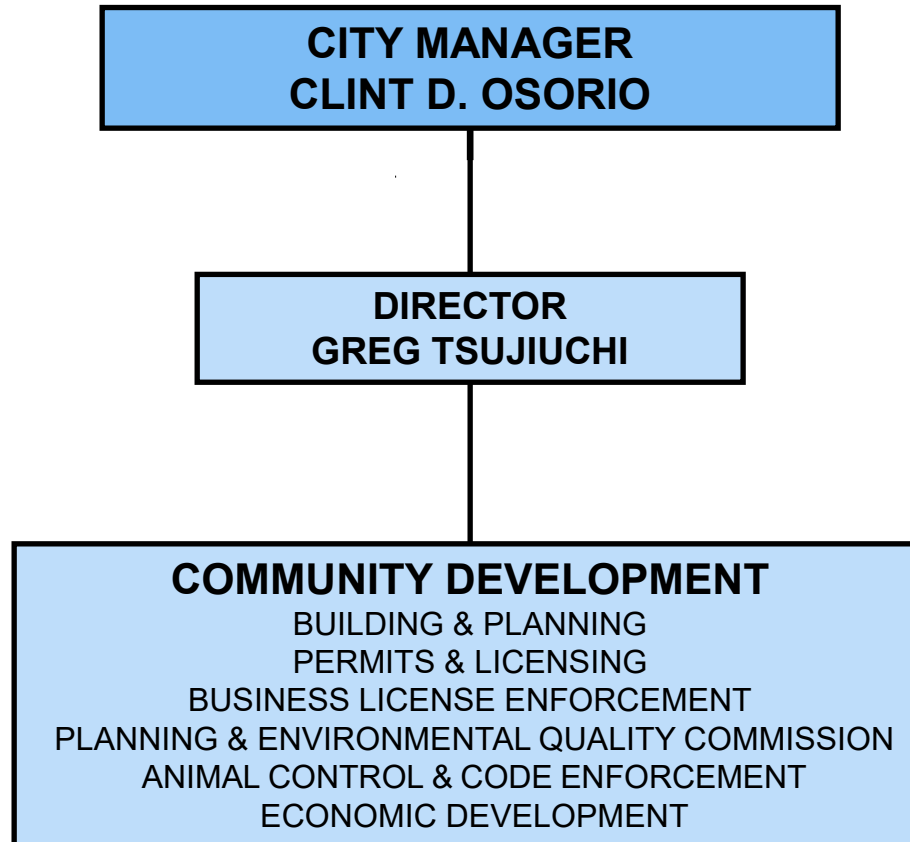 CITY MANAGER
CLINT D. OSORIO
DIRECTOR
GREG TSUJIUCHI
COMMUNITY DEVELOPMENT
BUILDING & PLANNING
PERMITS & LICENSING
BUSINESS LICENSE ENFORCEMENT
PLANNING & ENVIRONMENTAL QUALITY COMMISSION
ANIMAL CONTROL & CODE ENFORCEMENT
ECONOMIC DEVELOPMENT